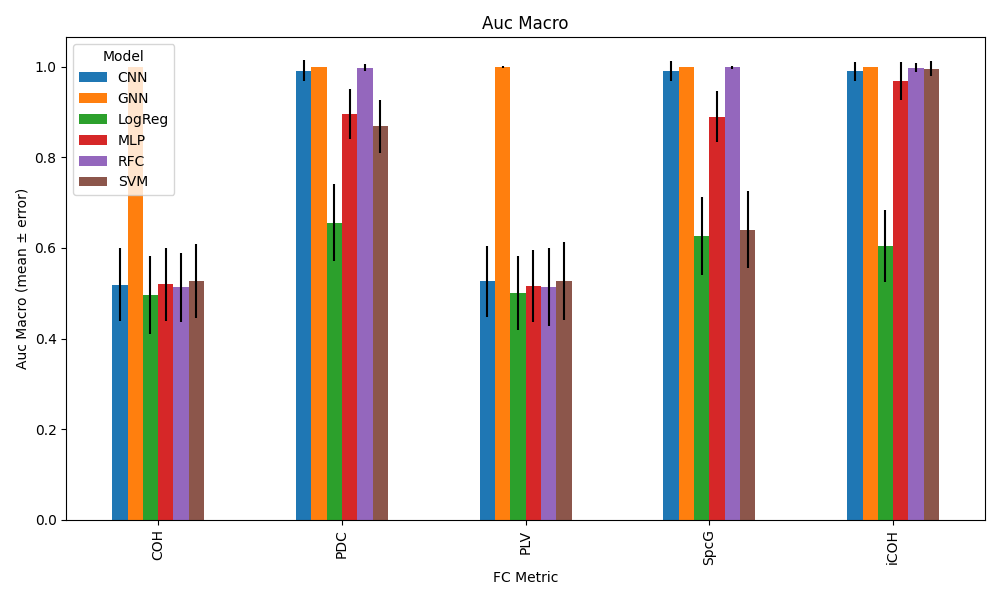 Auc Macro
Model
CNN
GNN
LogReg
MLP
RFC
SVM
Auc Macro (mean ± error)
1.0
0.8
0.6
0.4
0.2
0.0
COH
PDC
PLV
SpcG
iCOH
FC Metric